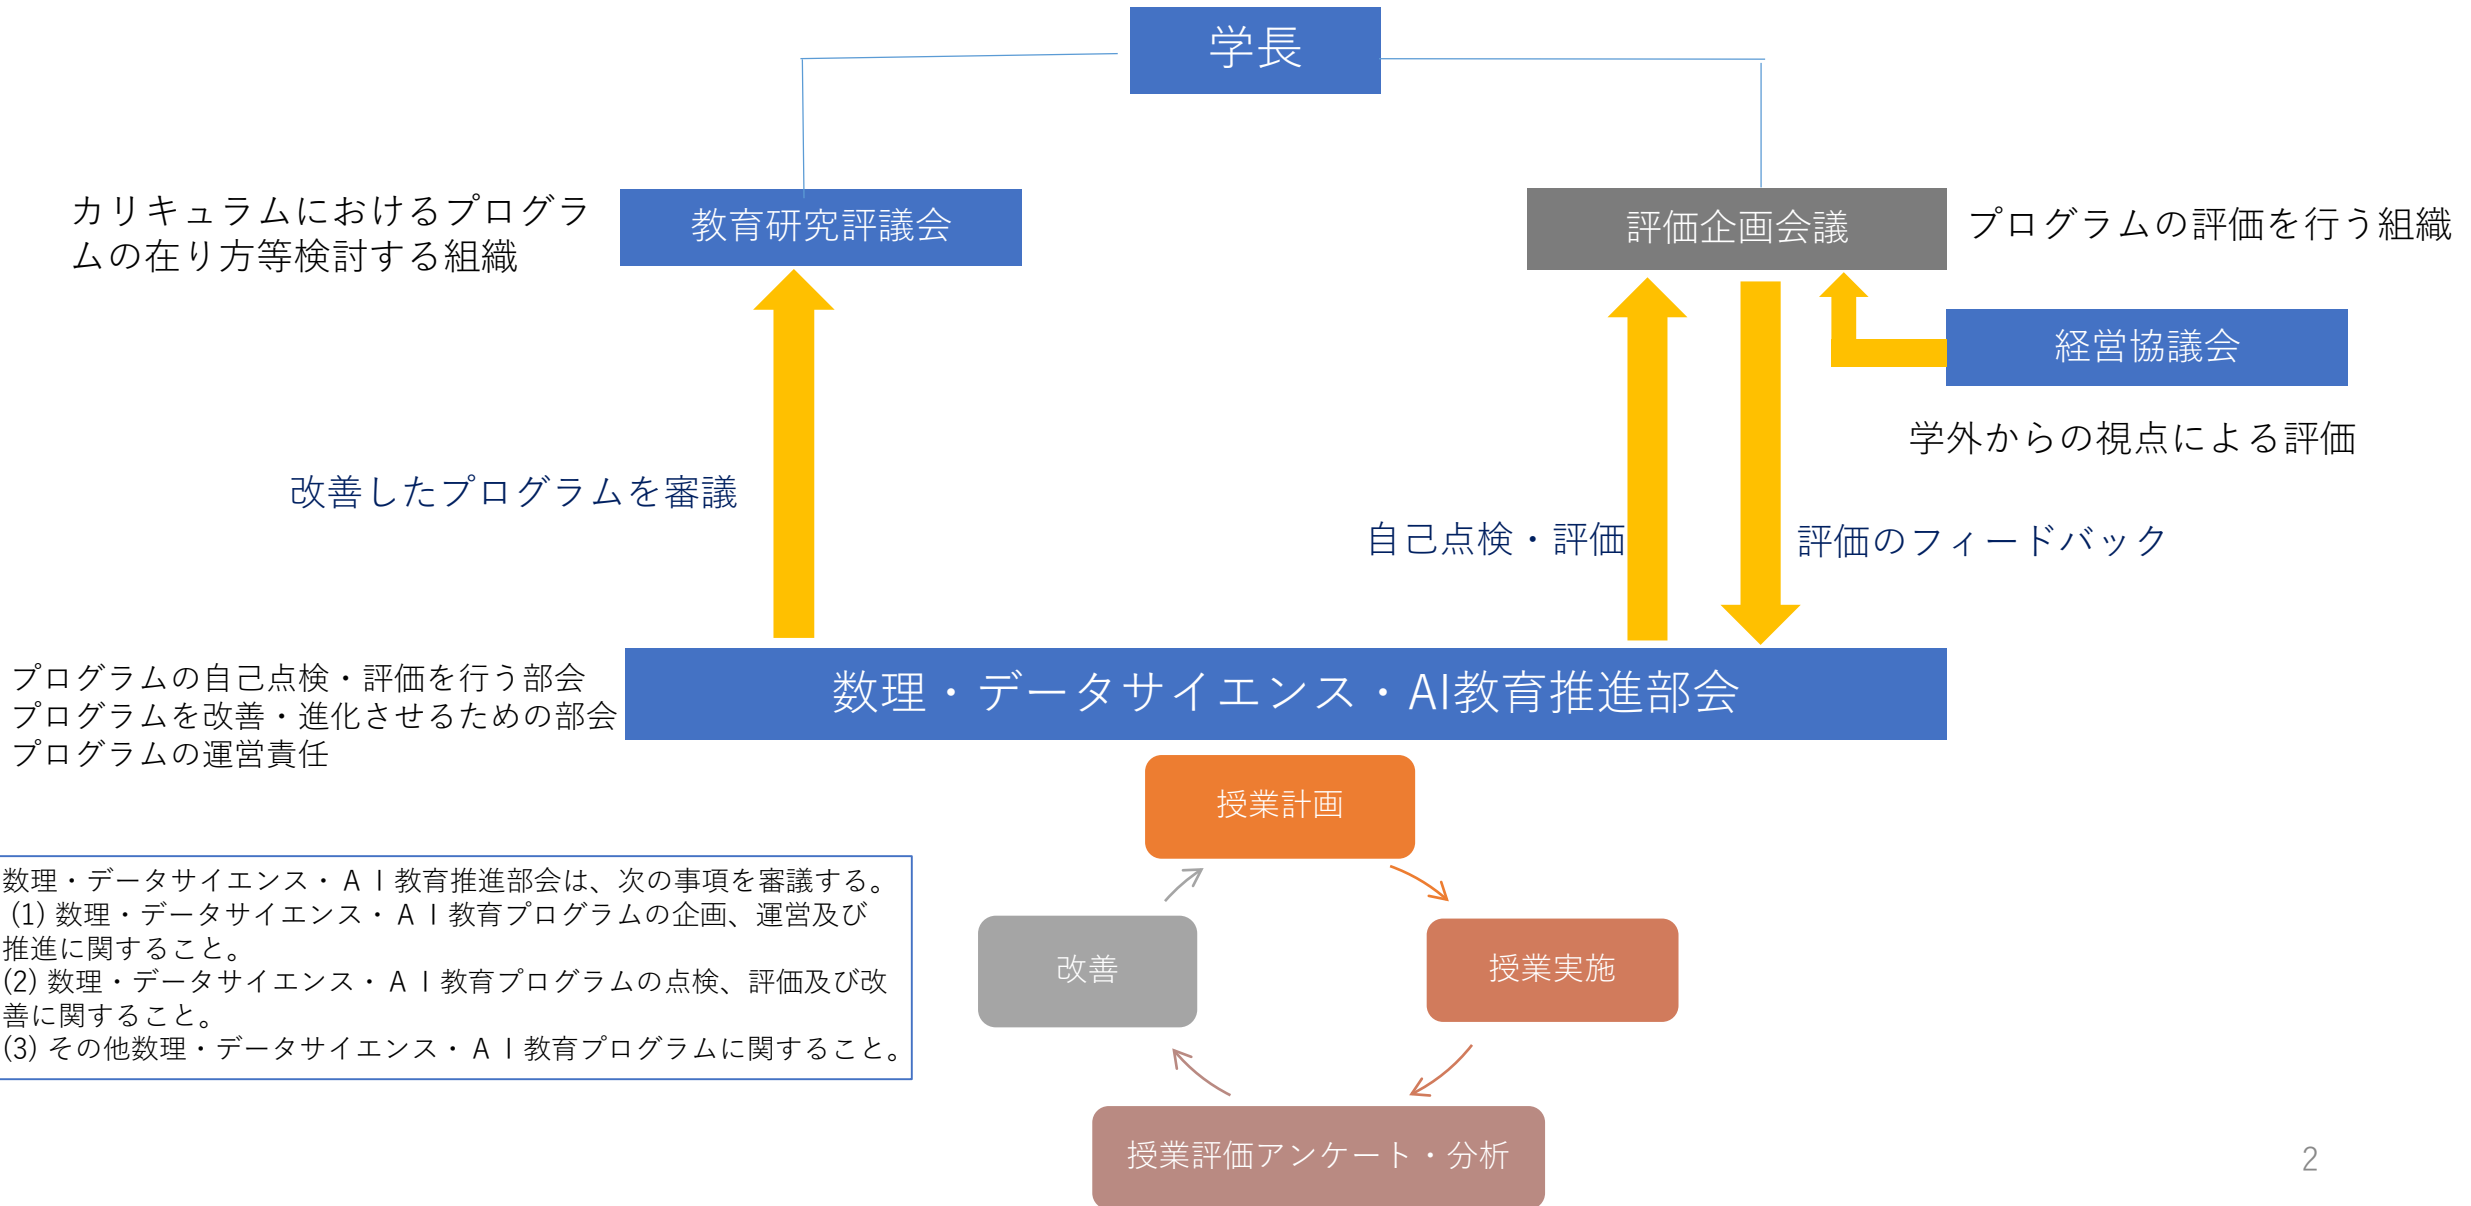 学長
カリキュラムにおけるプログラ
ムの在り方等検討する組織
教育研究評議会
評価企画会議
プログラムの評価を行う組織
経営協議会
学外からの視点による評価
改善したプログラムを審議
自己点検・評価
評価のフィードバック
プログラムの自己点検・評価を行う部会
プログラムを改善・進化させるための部会
プログラムの運営責任
数理・データサイエンス・AI教育推進部会
授業計画
数理・データサイエンス・ＡＩ教育推進部会は、次の事項を審議する。
(1) 数理・データサイエンス・ＡＩ教育プログラムの企画、運営及び
推進に関すること。
(2) 数理・データサイエンス・ＡＩ教育プログラムの点検、評価及び改
善に関すること。
(3) その他数理・データサイエンス・ＡＩ教育プログラムに関すること。
改善
授業実施
授業評価アンケート・分析
2